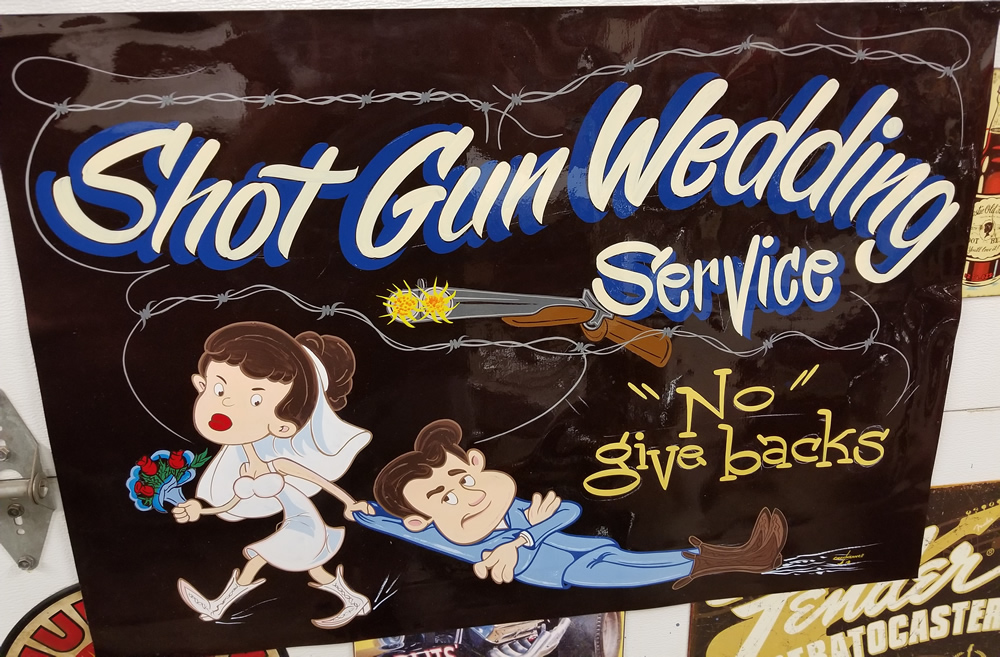 Shot Gun Wedding
Service
"No"
give backs
Fender
STRATOCASTER